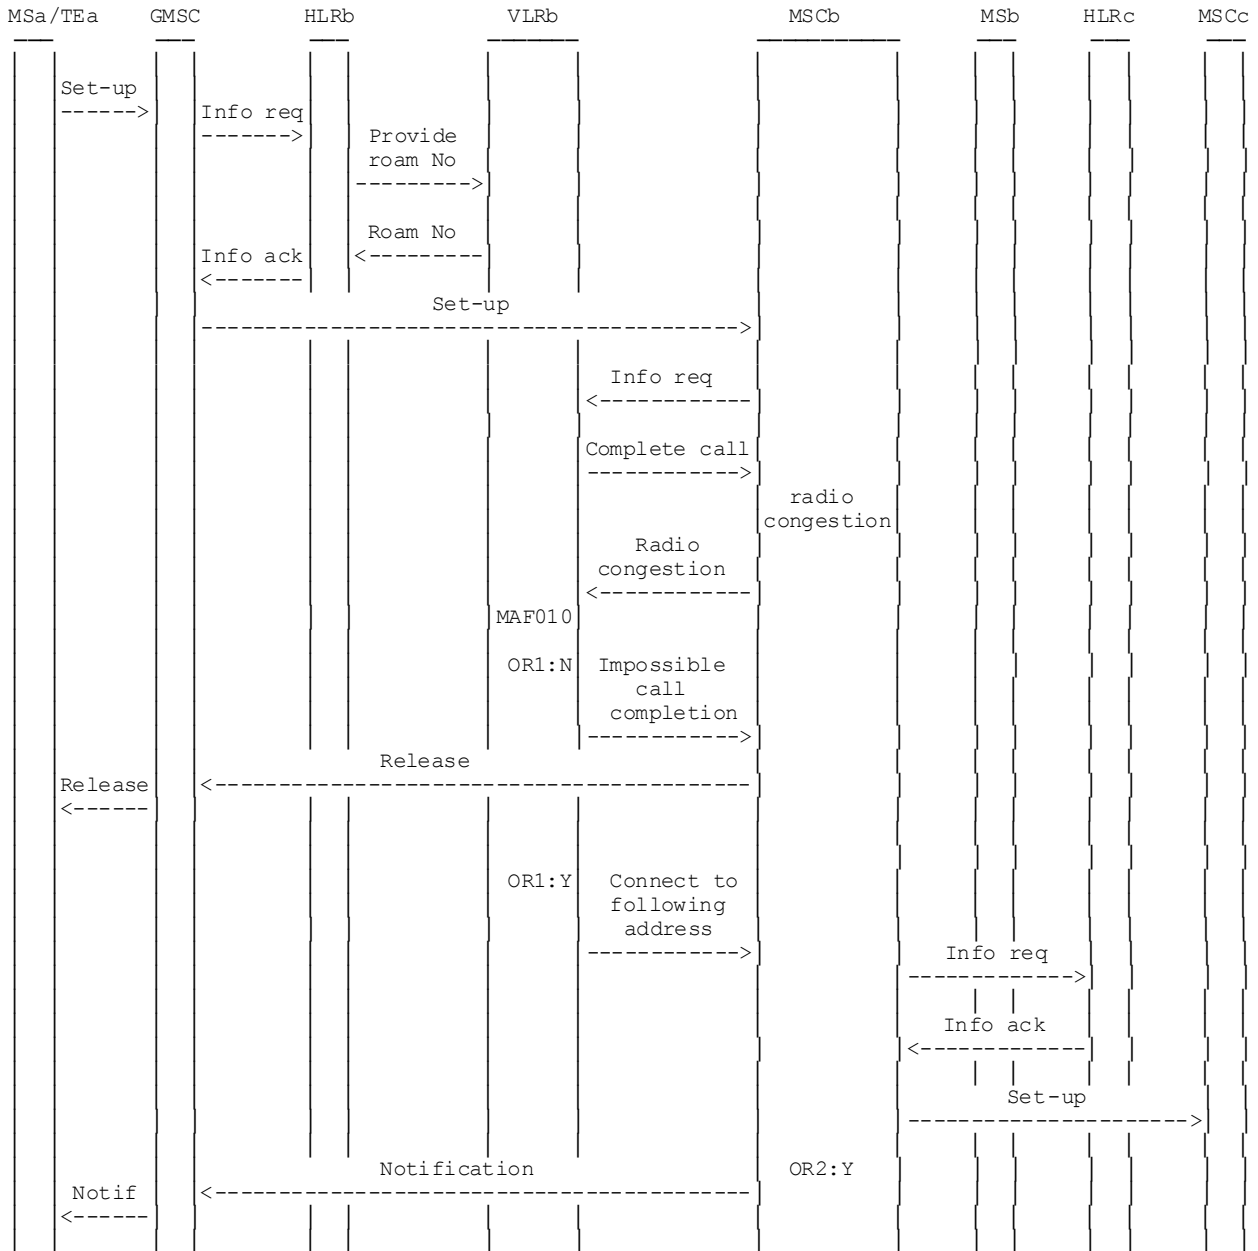 MSa/TEa GMSC HLRb VLRb MSCb MSb HLRc MSCc
Set-up
Info req
Provide
roam No
Roam No
Info ack
Set-up
Info req
Complete call
radio
congestion
Radio
congestion
MAF010
OR1:N Impossible
call
completion
Release
Release
OR1:Y Connect to
following
address
Info req
Info ack
Set-up
Notification OR2:Y
Notif